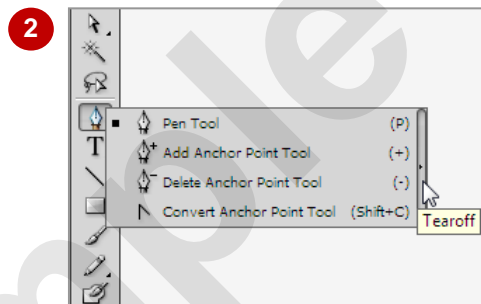 2
Pen Tool (P)
T
Add Anchor Point Tool (+)
Delete Anchor Point Tool (-)
Convert Anchor Point Tool (Shift+C)
Tearoff